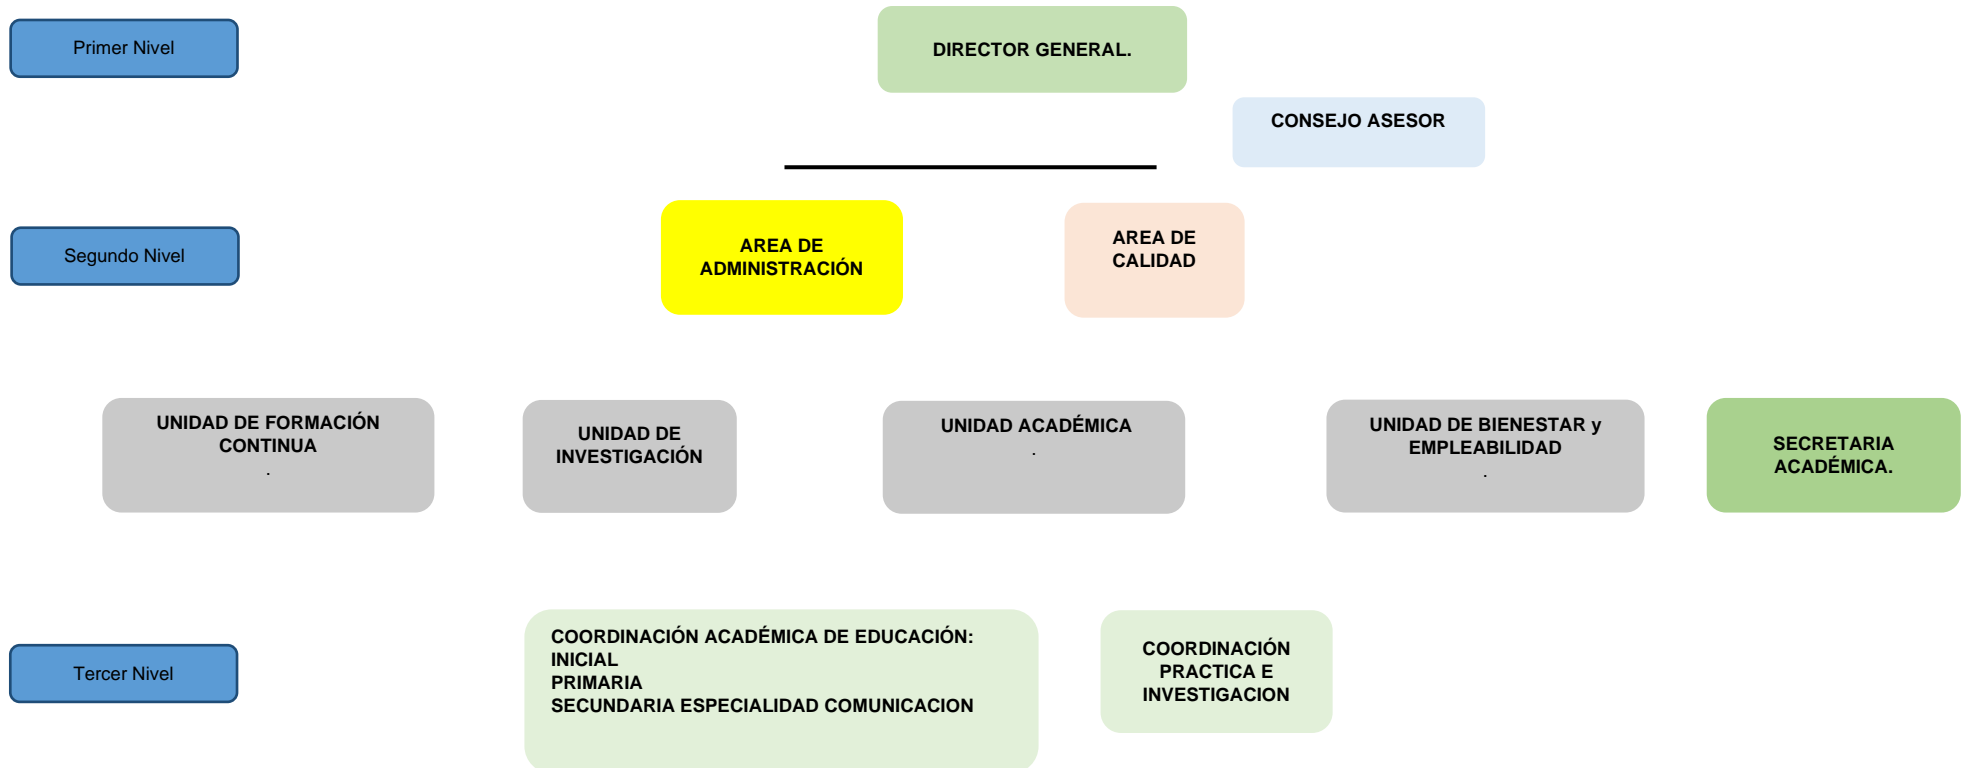 Primer Nivel
DIRECTOR GENERAL.
CONSEJO ASESOR
Segundo Nivel
AREA DE
ADMINISTRACIÓN
AREA DE
CALIDAD
UNIDAD DE FORMACIÓN
CONTINUA
.
UNIDAD DE
INVESTIGACIÓN
UNIDAD ACADÉMICA
.
UNIDAD DE BIENESTAR y
EMPLEABILIDAD
.
SECRETARIA
ACADÉMICA.
Tercer Nivel
COORDINACIÓN ACADÉMICA DE EDUCACIÓN:
INICIAL
PRIMARIA
SECUNDARIA ESPECIALIDAD COMUNICACION
COORDINACIÓN
PRACTICA E
INVESTIGACION